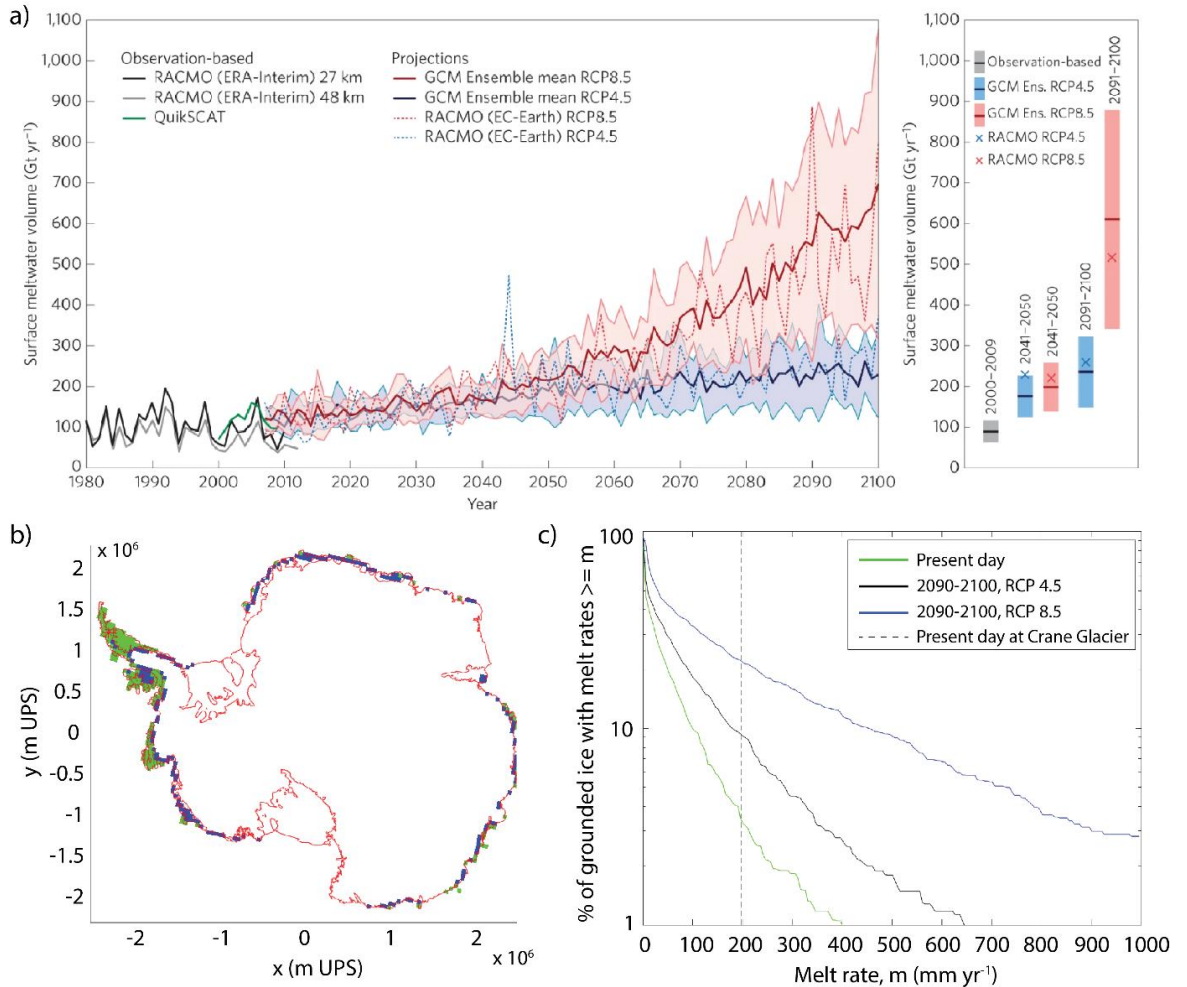 a)
1,100
1,000
900
800
700
600
500
400
300
200
100
0
Surface meltwater volume (Gt yr⁻¹)
Observation-based
RACMO (ERA-Interim) 27 km
RACMO (ERA-Interim) 48 km
QuikSCAT
Projections
GCM Ensemble mean RCP8.5
GCM Ensemble mean RCP4.5
RACMO (EC-Earth) RCP8.5
RACMO (EC-Earth) RCP4.5
1980 1990 2000 2010 2020 2030 2040 2050 2060 2070 2080 2090 2100
Year
1,100
1,000
900
800
700
600
500
400
300
200
100
0
Surface meltwater volume (Gt yr⁻¹)
Observation-based
GCM Ens. RCP4.5
GCM Ens. RCP8.5
RACMO RCP4.5
RACMO RCP8.5
2000–2009
2041–2050
2041–2050
2091–2100
2091–2100
b)
x 10⁶
2
1.5
1
0.5
0
-0.5
-1
-1.5
-2
y (m UPS)
-2 -1 0 1 2
x 10⁶
x (m UPS)
c)
100
10
1
% of grounded ice with melt rates >= m
Present day
2090-2100, RCP 4.5
2090-2100, RCP 8.5
Present day at Crane Glacier
0 100 200 300 400 500 600 700 800 900 1000
Melt rate, m (mm yr⁻¹)